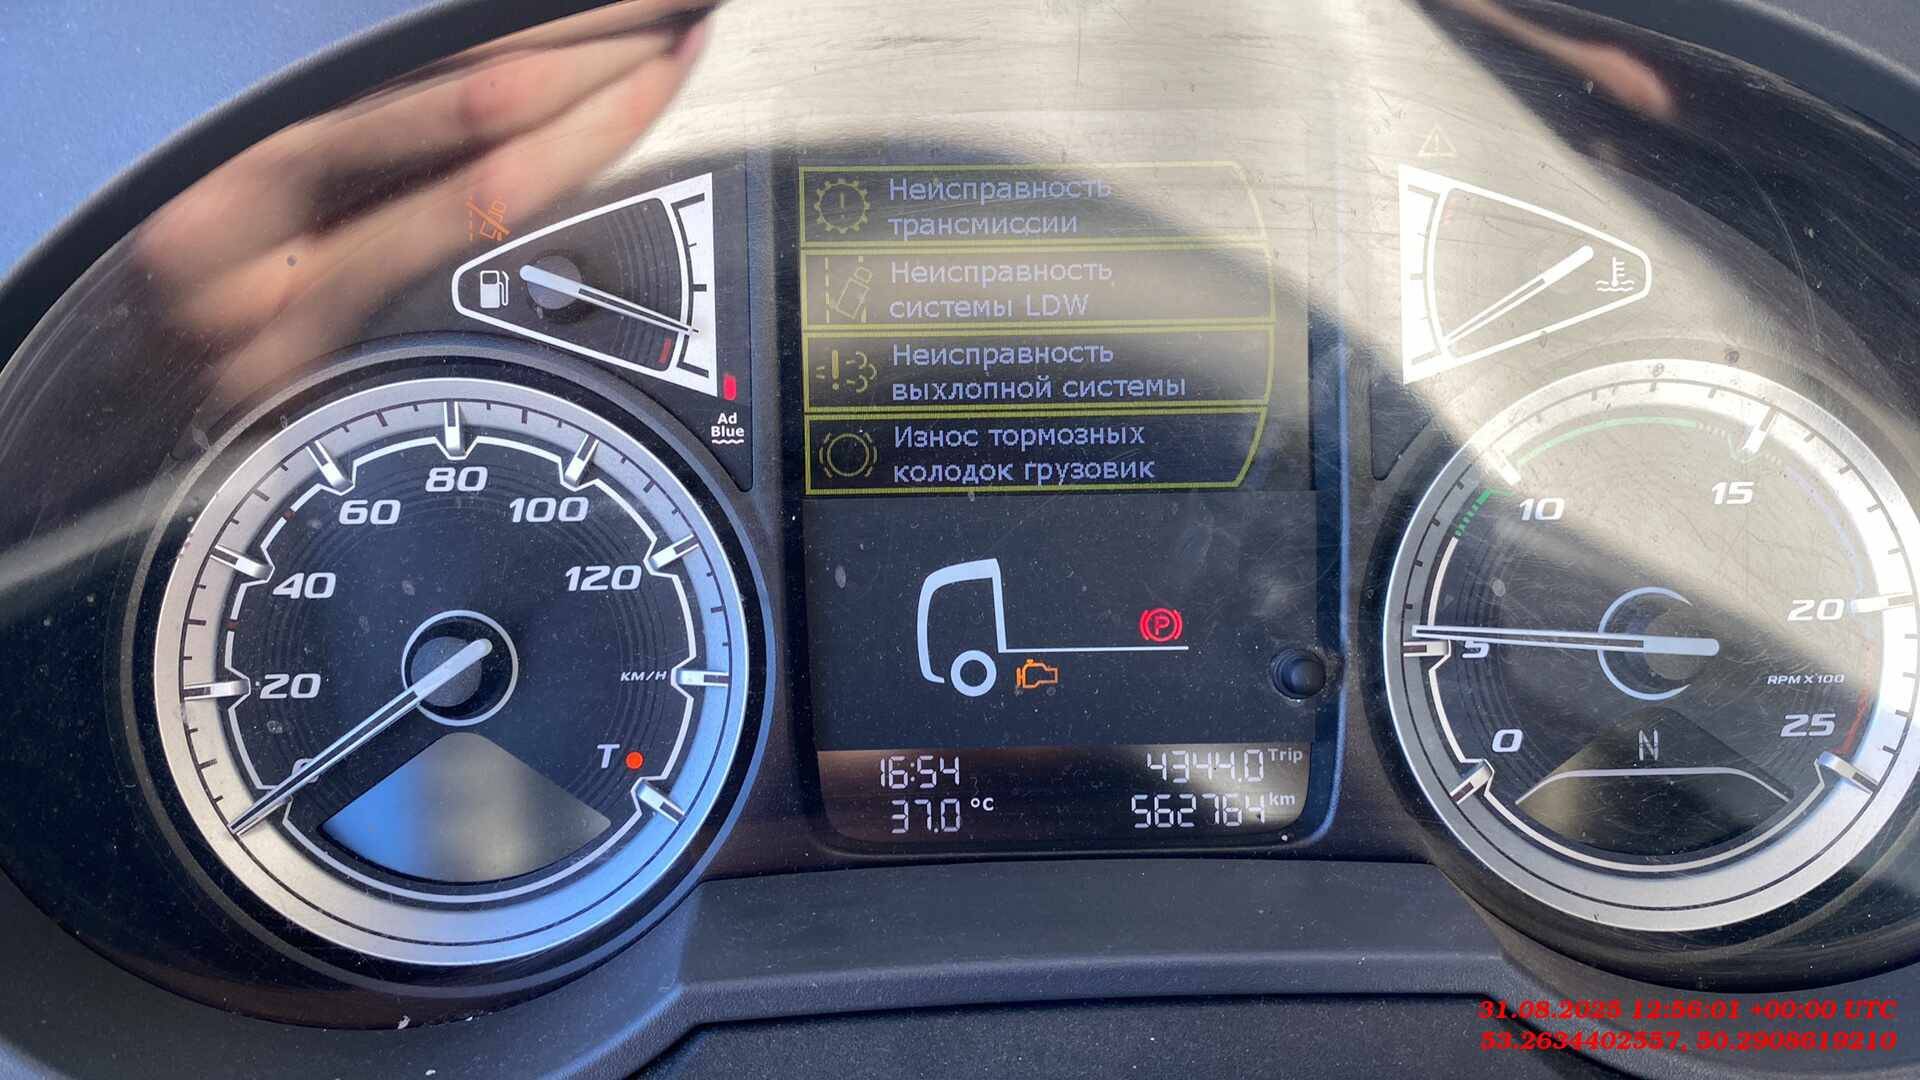 Неисправность
трансмиссии
Неисправность
системы LDW
Неисправность
выхлопной системы
Износ тормозных
колодок грузовик
Ad
Blue
0
20
40
60
80
100
120
KM/H
T
P
16:54
4344.0 Trip
37.0 °C
562764 km
0
5
10
15
20
25
RPM X 100
N
31.08.2025 12:56:01 +00:00 UTC
53.2634402557, 50.2908619210